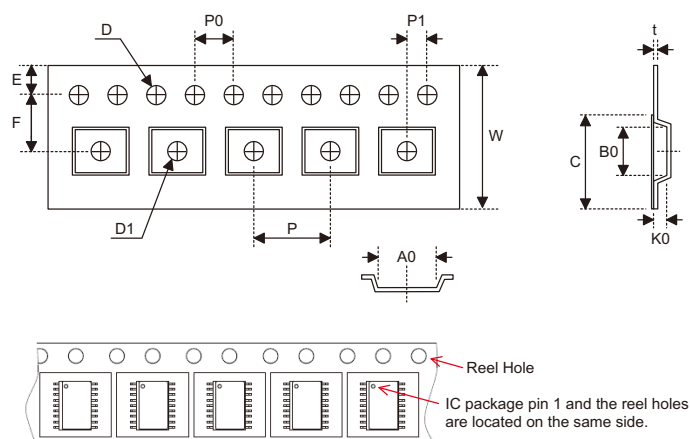 D
P0
P1
t
E
F
W
C
B0
D1
P
K0
A0
Reel Hole
IC package pin 1 and the reel holes
are located on the same side.